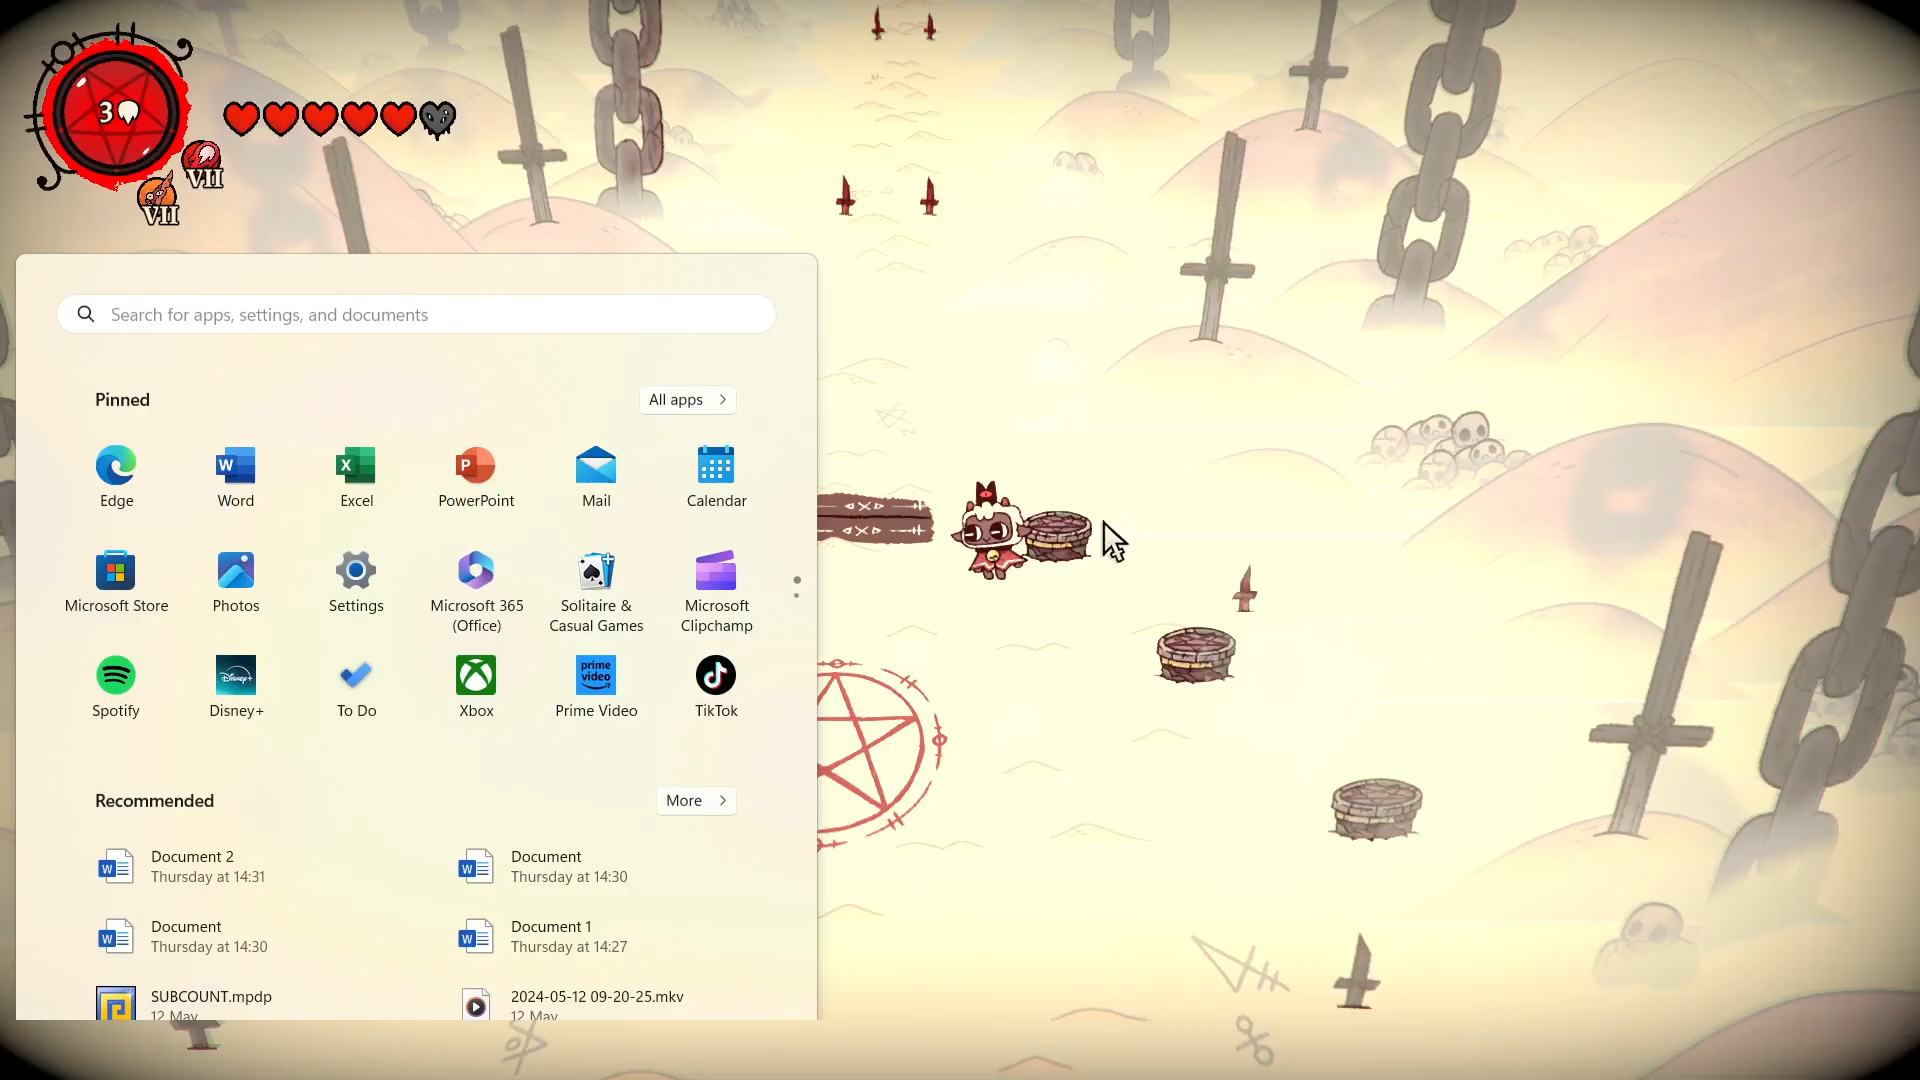 3
VII
VII
Search for apps, settings, and documents
Pinned
All apps
Edge
Word
Excel
PowerPoint
Mail
Calendar
Microsoft Store
Photos
Settings
Microsoft 365
(Office)
Solitaire &
Casual Games
Microsoft
Clipchamp
Spotify
Disney+
To Do
Xbox
prime
video
Prime Video
TikTok
Recommended
More
Document 2
Thursday at 14:31
Document
Thursday at 14:30
Document
Thursday at 14:30
Document 1
Thursday at 14:27
SUBCOUNT.mpdp
12 May
2024-05-12 09-20-25.mkv
12 May